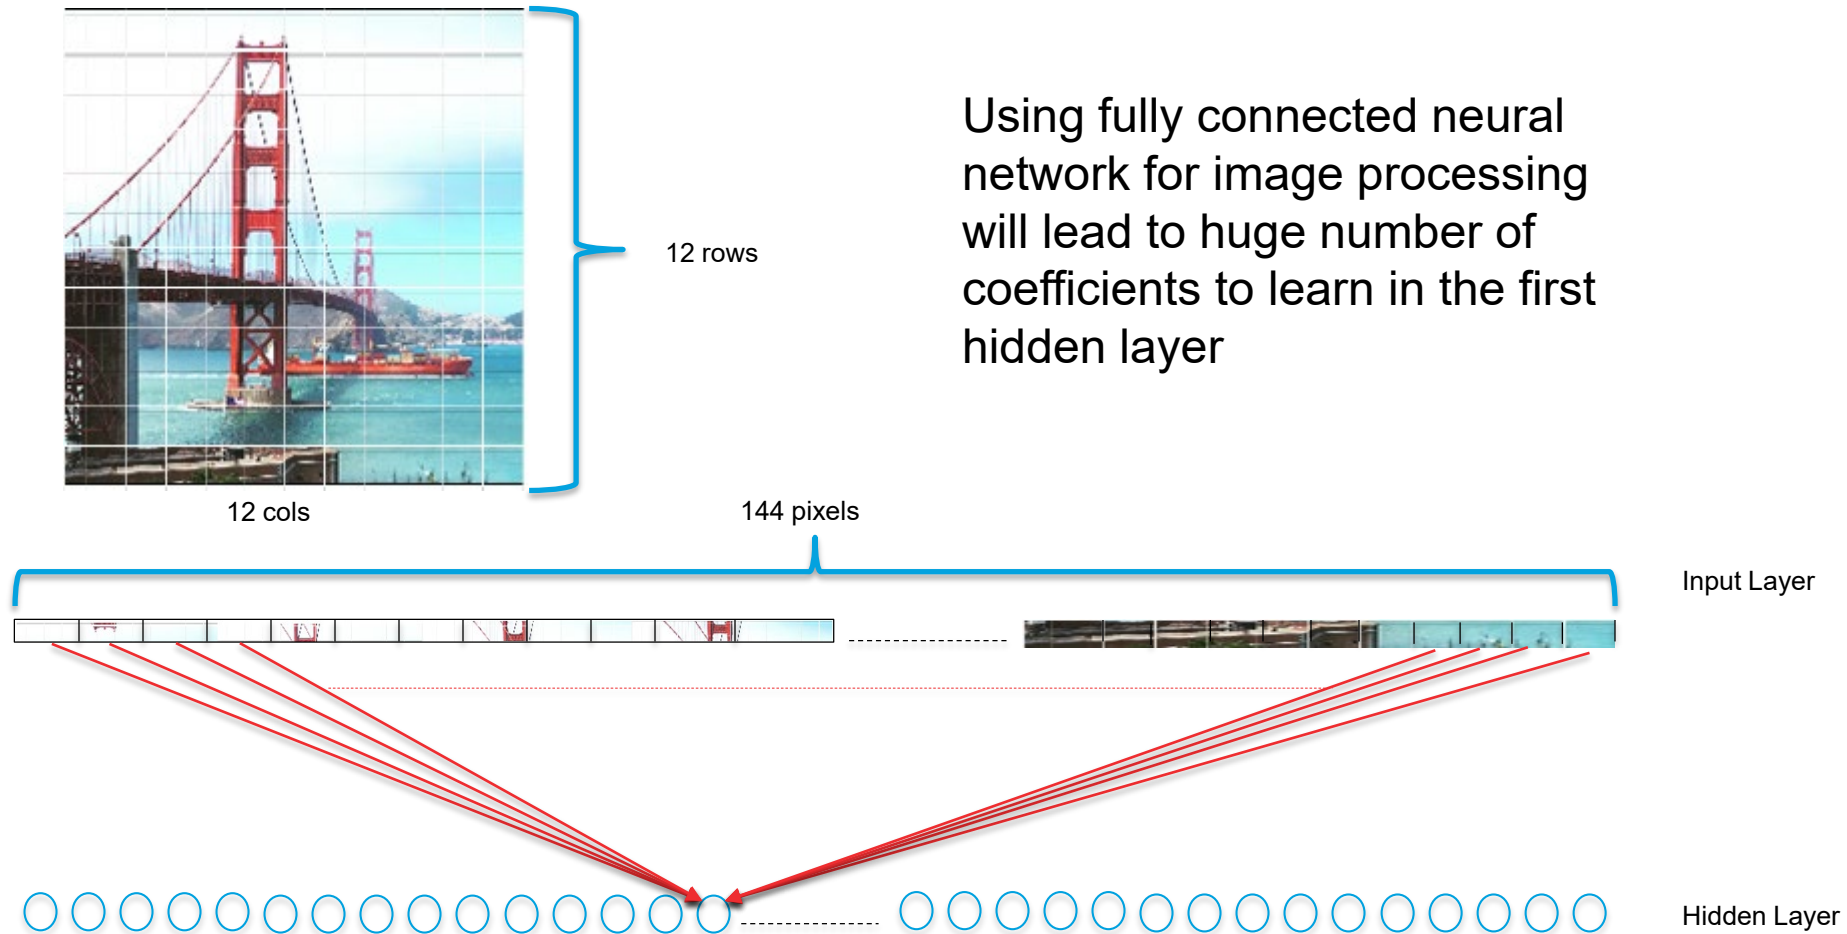 Using fully connected neural
network for image processing
will lead to huge number of
coefficients to learn in the first
hidden layer
12 rows
12 cols
144 pixels
Input Layer
Hidden Layer